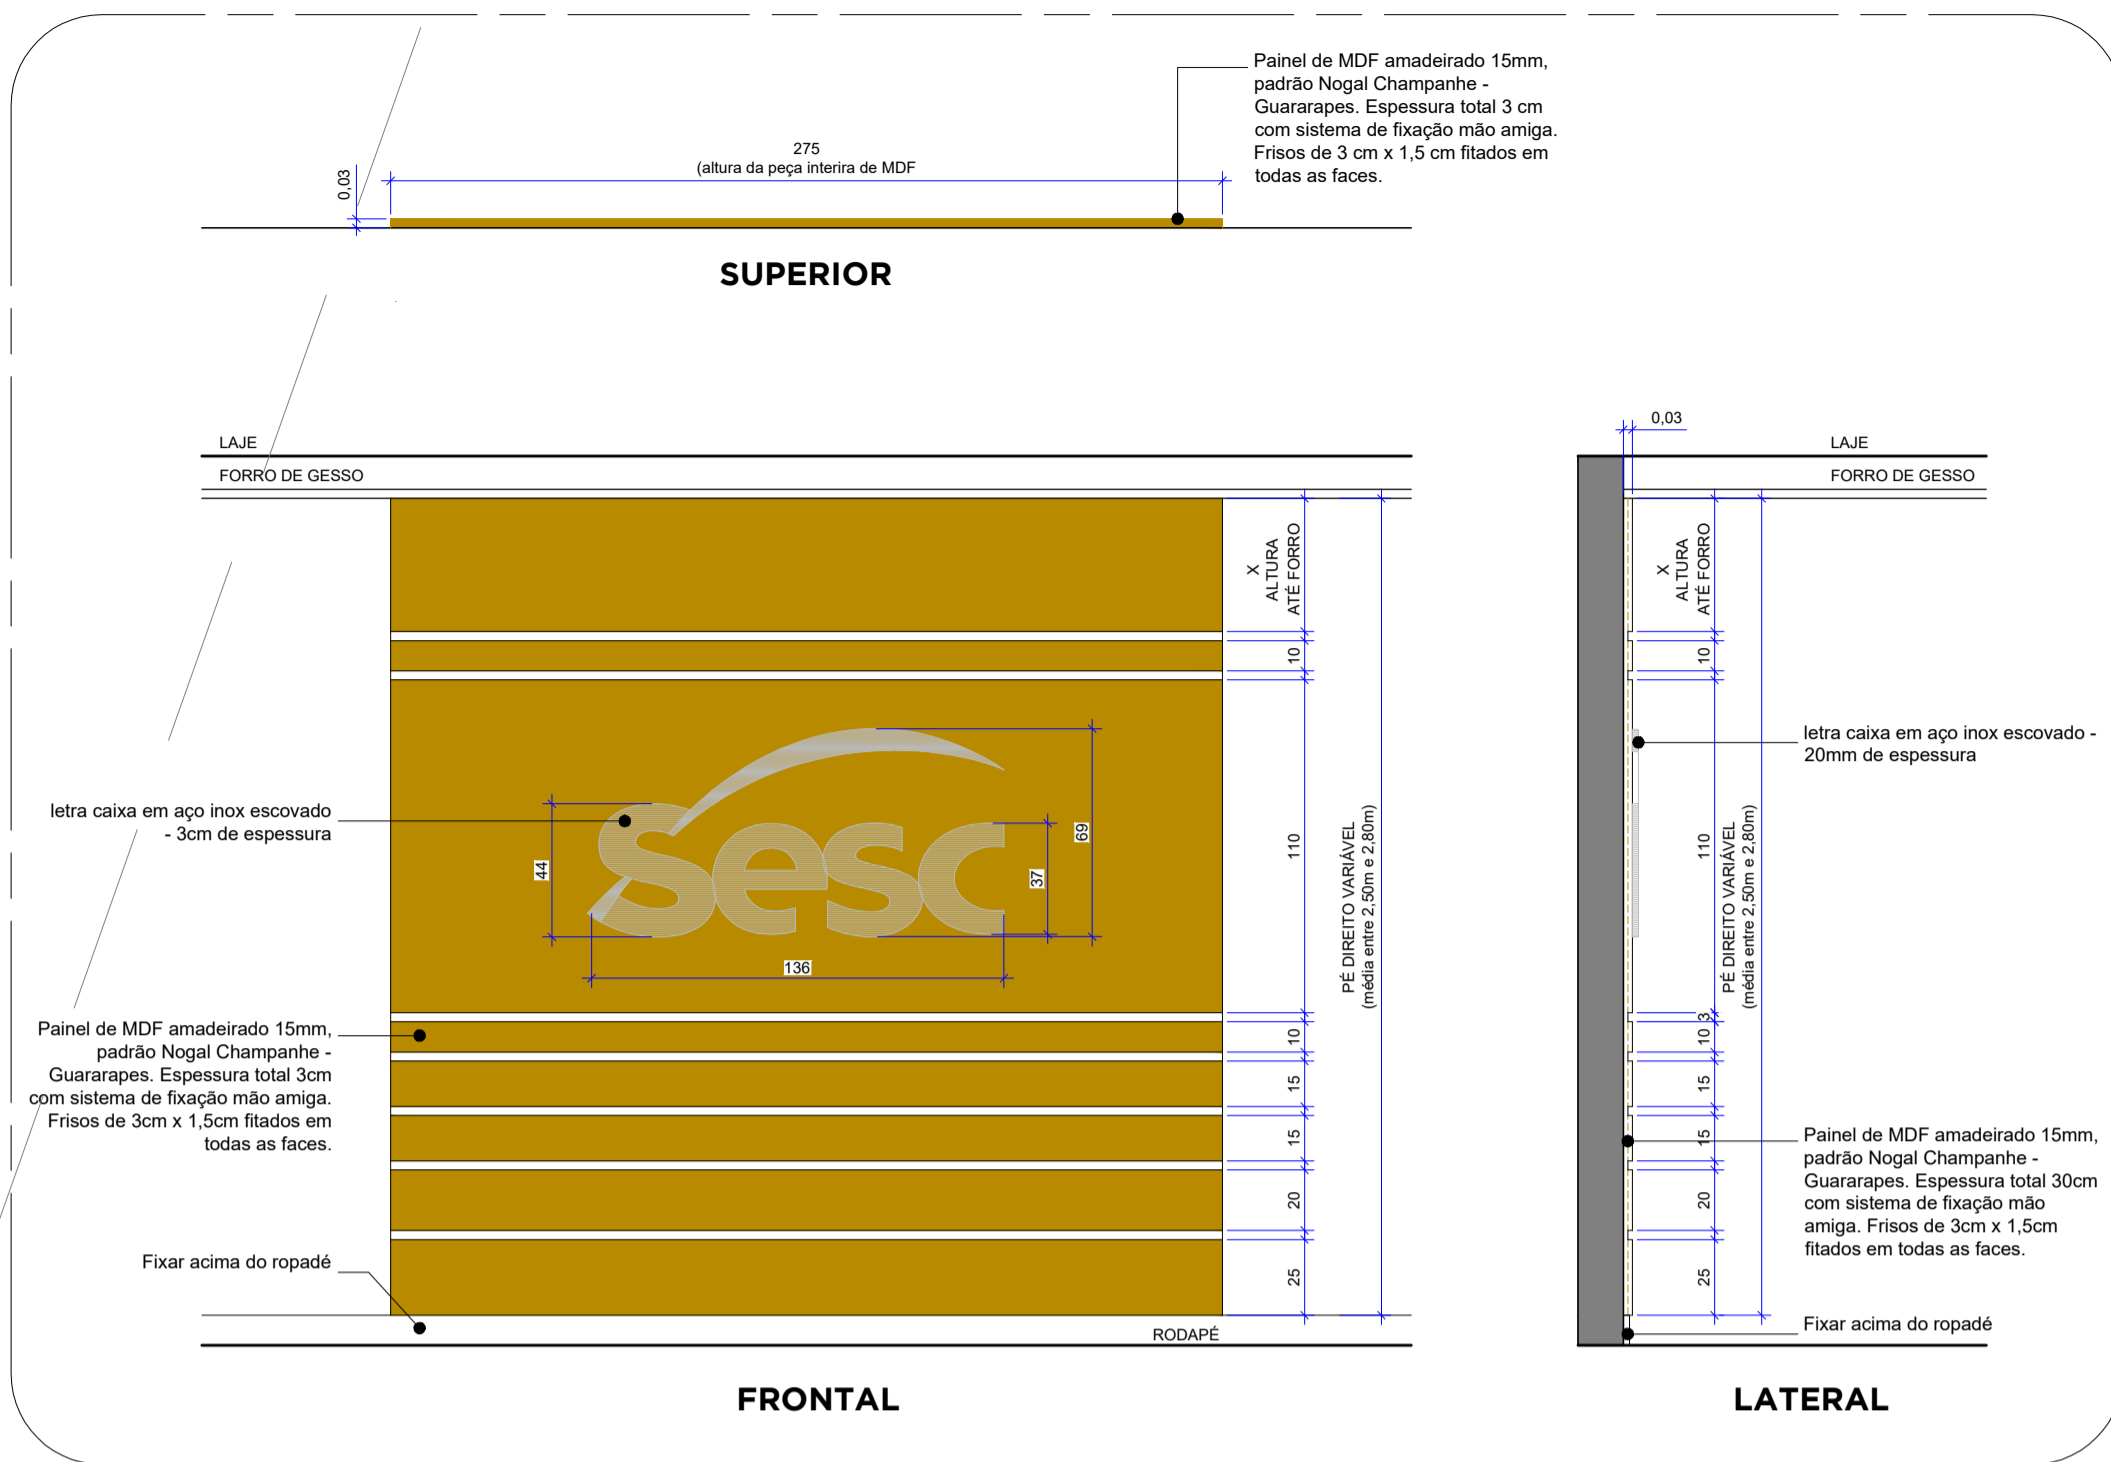 Painel de MDF amadeirado 15mm,
padrão Nogal Champanhe -
Guararapes. Espessura total 3 cm
com sistema de fixação mão amiga.
Frisos de 3 cm x 1,5 cm fitados em
todas as faces.
275
(altura da peça interira de MDF
0,03
SUPERIOR
LAJE
FORRO DE GESSO
X
ALTURA
ATÉ FORRO
10
110
10
15
15
20
25
PÉ DIREITO VARIÁVEL
(média entre 2,50m e 2,80m)
letra caixa em aço inox escovado
- 3cm de espessura
sesc
44
69
37
136
Painel de MDF amadeirado 15mm,
padrão Nogal Champanhe -
Guararapes. Espessura total 3cm
com sistema de fixação mão amiga.
Frisos de 3cm x 1,5cm fitados em
todas as faces.
Fixar acima do ropadé
RODAPÉ
FRONTAL
0,03
LAJE
FORRO DE GESSO
X
ALTURA
ATÉ FORRO
10
110
3
10
15
15
20
25
PÉ DIREITO VARIÁVEL
(média entre 2,50m e 2,80m)
letra caixa em aço inox escovado -
20mm de espessura
Painel de MDF amadeirado 15mm,
padrão Nogal Champanhe -
Guararapes. Espessura total 30cm
com sistema de fixação mão
amiga. Frisos de 3cm x 1,5cm
fitados em todas as faces.
Fixar acima do ropadé
LATERAL